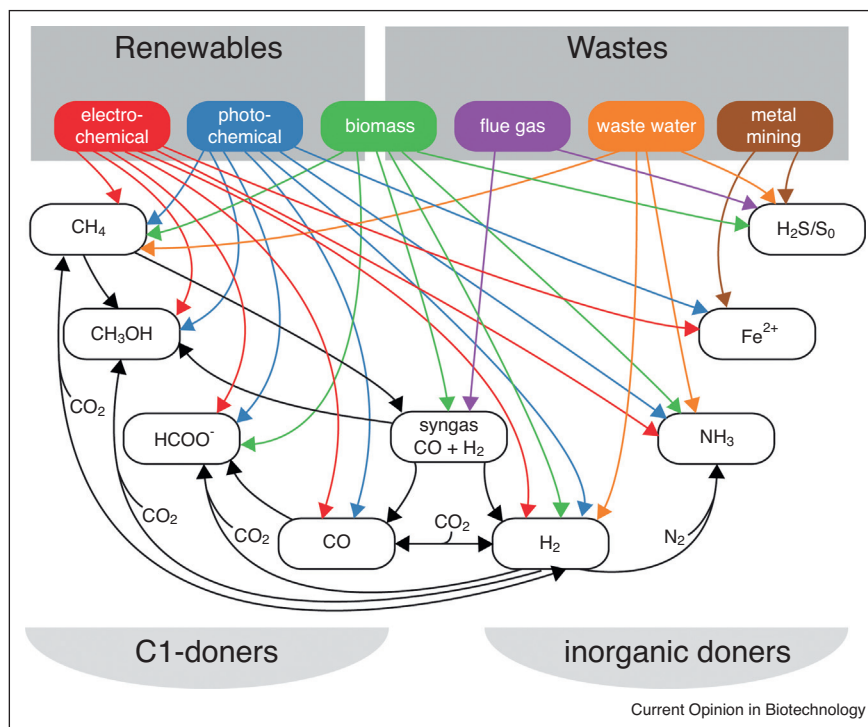 Renewables
Wastes
electro-
chemical
photo-
chemical
biomass
flue gas
waste water
metal
mining
CH₄
H₂S/S₀
CH₃OH
Fe²⁺
CO₂
HCOO⁻
syngas
CO + H₂
NH₃
CO₂
CO₂
CO
CO₂
H₂
N₂
C1-doners
inorganic doners
Current Opinion in Biotechnology